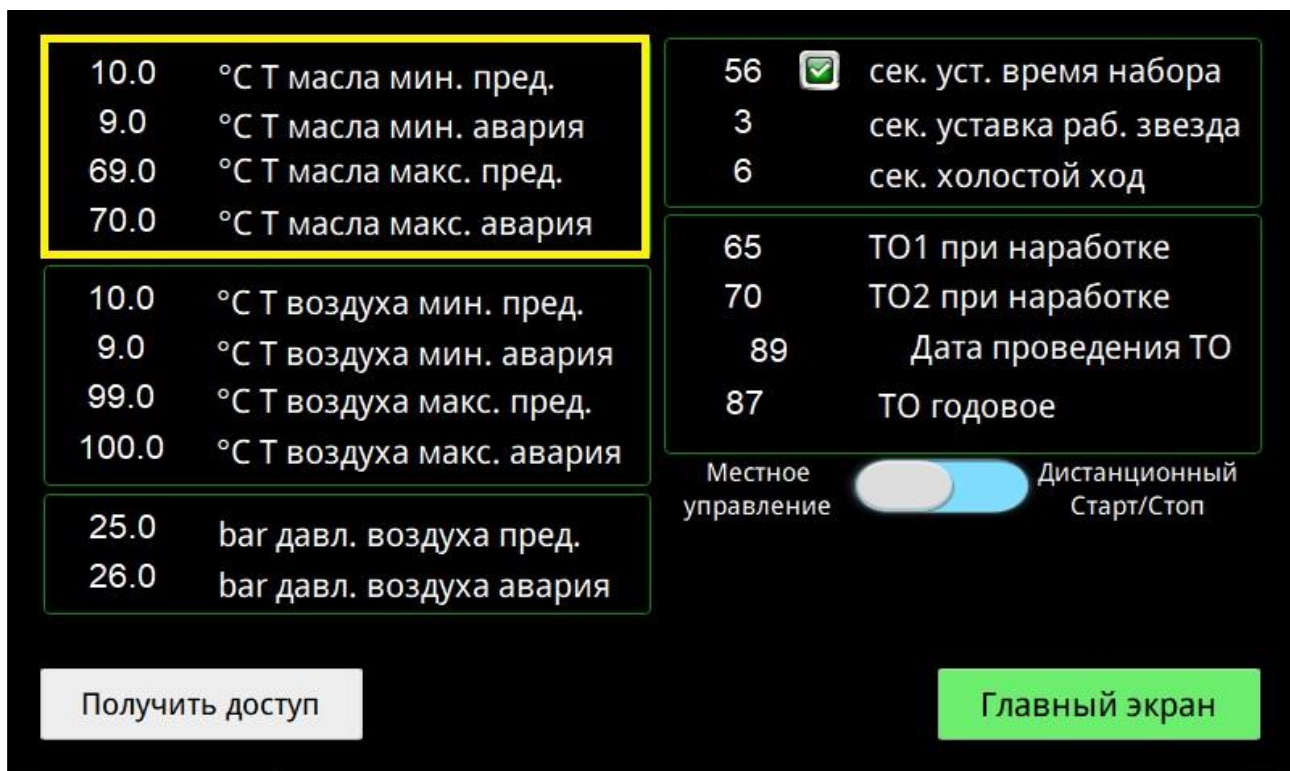 10.0 °C Т масла мин. пред.
9.0 °C Т масла мин. авария
69.0 °C Т масла макс. пред.
70.0 °C Т масла макс. авария
10.0 °C Т воздуха мин. пред.
9.0 °C Т воздуха мин. авария
99.0 °C Т воздуха макс. пред.
100.0 °C Т воздуха макс. авария
25.0 bar давл. воздуха пред.
26.0 bar давл. воздуха авария
56 сек. уст. время набора
3 сек. уставка раб. звезда
6 сек. холостой ход
65 ТО1 при наработке
70 ТО2 при наработке
89 Дата проведения ТО
87 ТО годовое
Местное
управление
Дистанционный
Старт/Стоп
Получить доступ
Главный экран